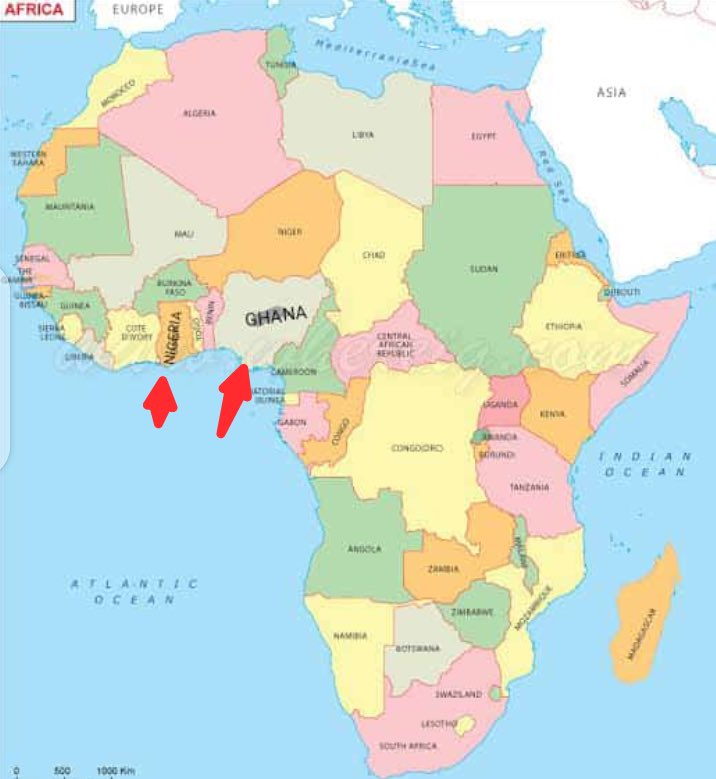 AFRICA
EUROPE
Mediterranean Sea
ASIA
TUNISIA
MOROCCO
ALGERIA
LIBYA
EGYPT
WESTERN
SAHARA
Red Sea
MAURITANIA
MALI
NIGER
CHAD
SUDAN
ERITREA
SENEGAL
THE
GAMBIA
GUINEA-
BISSAU
GUINEA
BURKINA
FASO
BENIN
DJIBOUTI
SIERRA
LEONE
COTE
D'IVORY
NIGERIA
TOGO
GHANA
CENTRAL
AFRICAN
REPUBLIC
ETHIOPIA
SOMALIA
LIBERIA
CAMEROON
ATORIAL
GUINEA
GABON
CONGO
CONGO(DRC)
UGANDA
KENYA
RWANDA
BURUNDI
INDIAN
OCEAN
TANZANIA
ATLANTIC
OCEAN
ANGOLA
ZAMBIA
MALAWI
MOZAMBIQUE
ZIMBABWE
MADAGASCAR
NAMIBIA
BOTSWANA
SWAZILAND
LESOTHO
SOUTH AFRICA
0 500 1000 Km